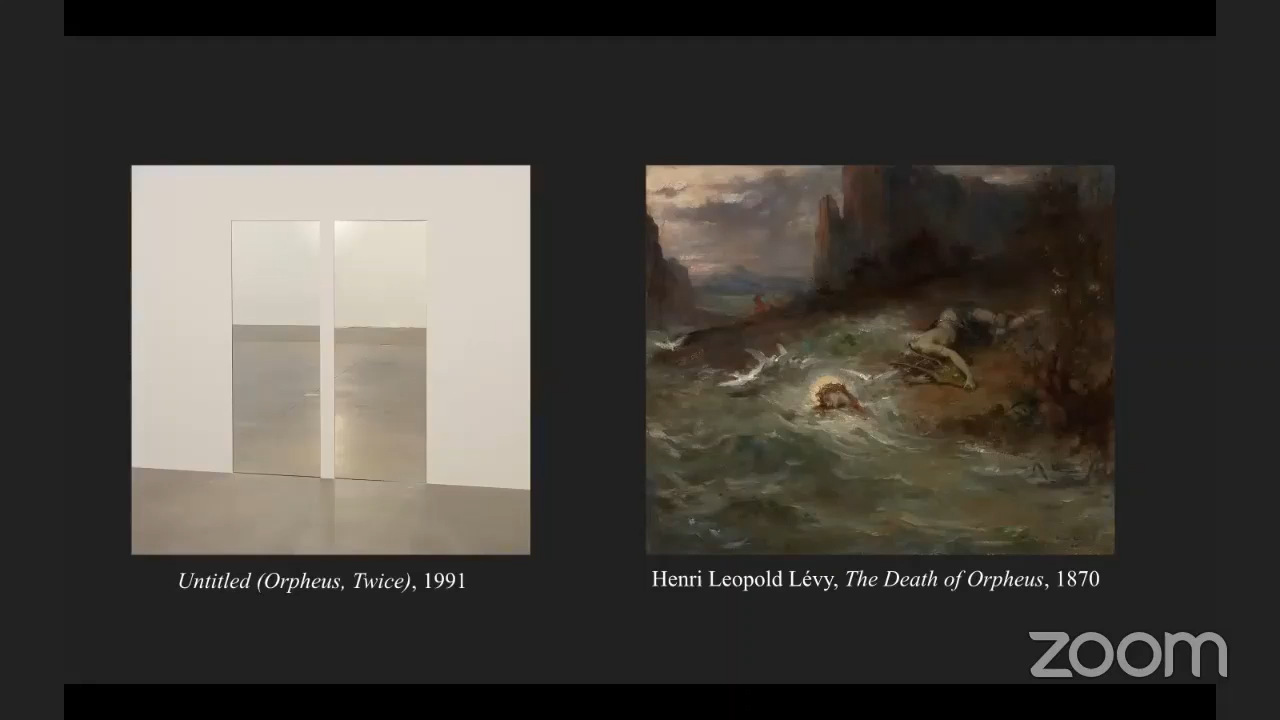 Untitled (Orpheus, Twice), 1991
Henri Leopold Lévy, The Death of Orpheus, 1870
zoom